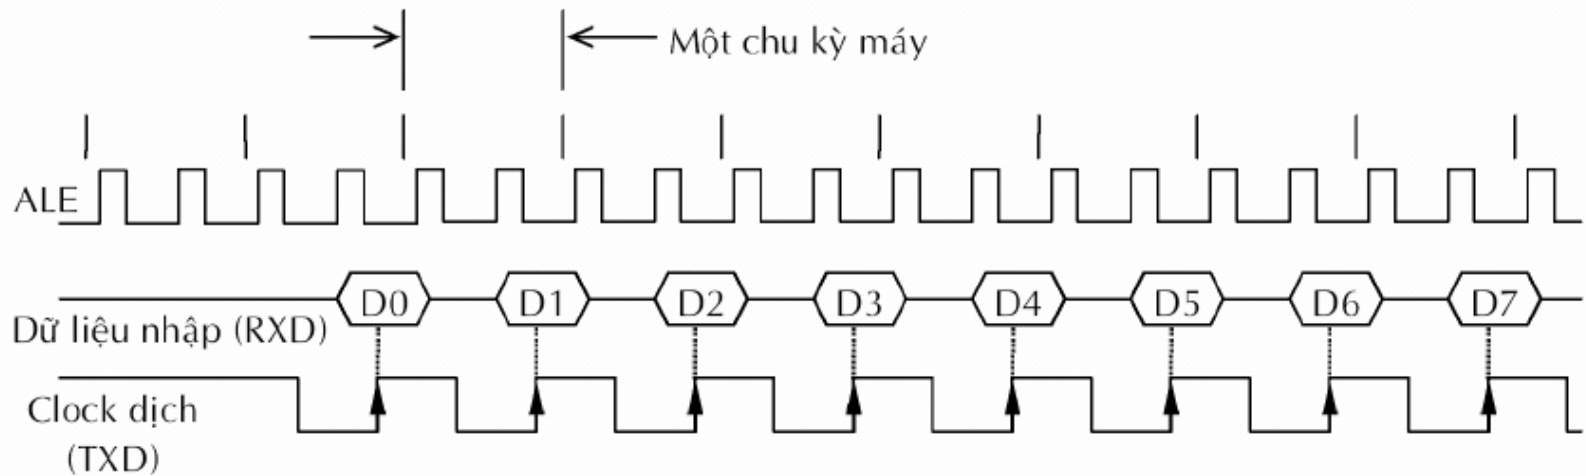 Một chu kỳ máy
ALE
D0 D1 D2 D3 D4 D5 D6 D7
Dữ liệu nhập (RXD)
Clock dịch
(TXD)